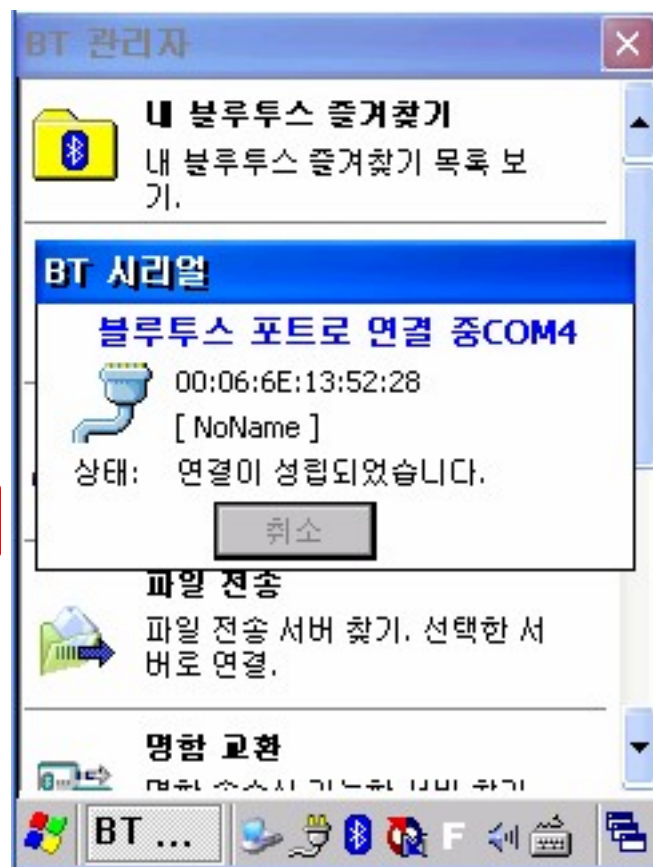 BT 관리자
내 블루투스 즐겨찾기
내 블루투스 즐겨찾기 목록 보
기.
BT 시리얼
블루투스 포트로 연결 중COM4
00:06:6E:13:52:28
[ NoName ]
상태: 연결이 성립되었습니다.
취소
파일 전송
파일 전송 서버 찾기. 선택한 서
버로 연결.
명함 교환
BT ...
F